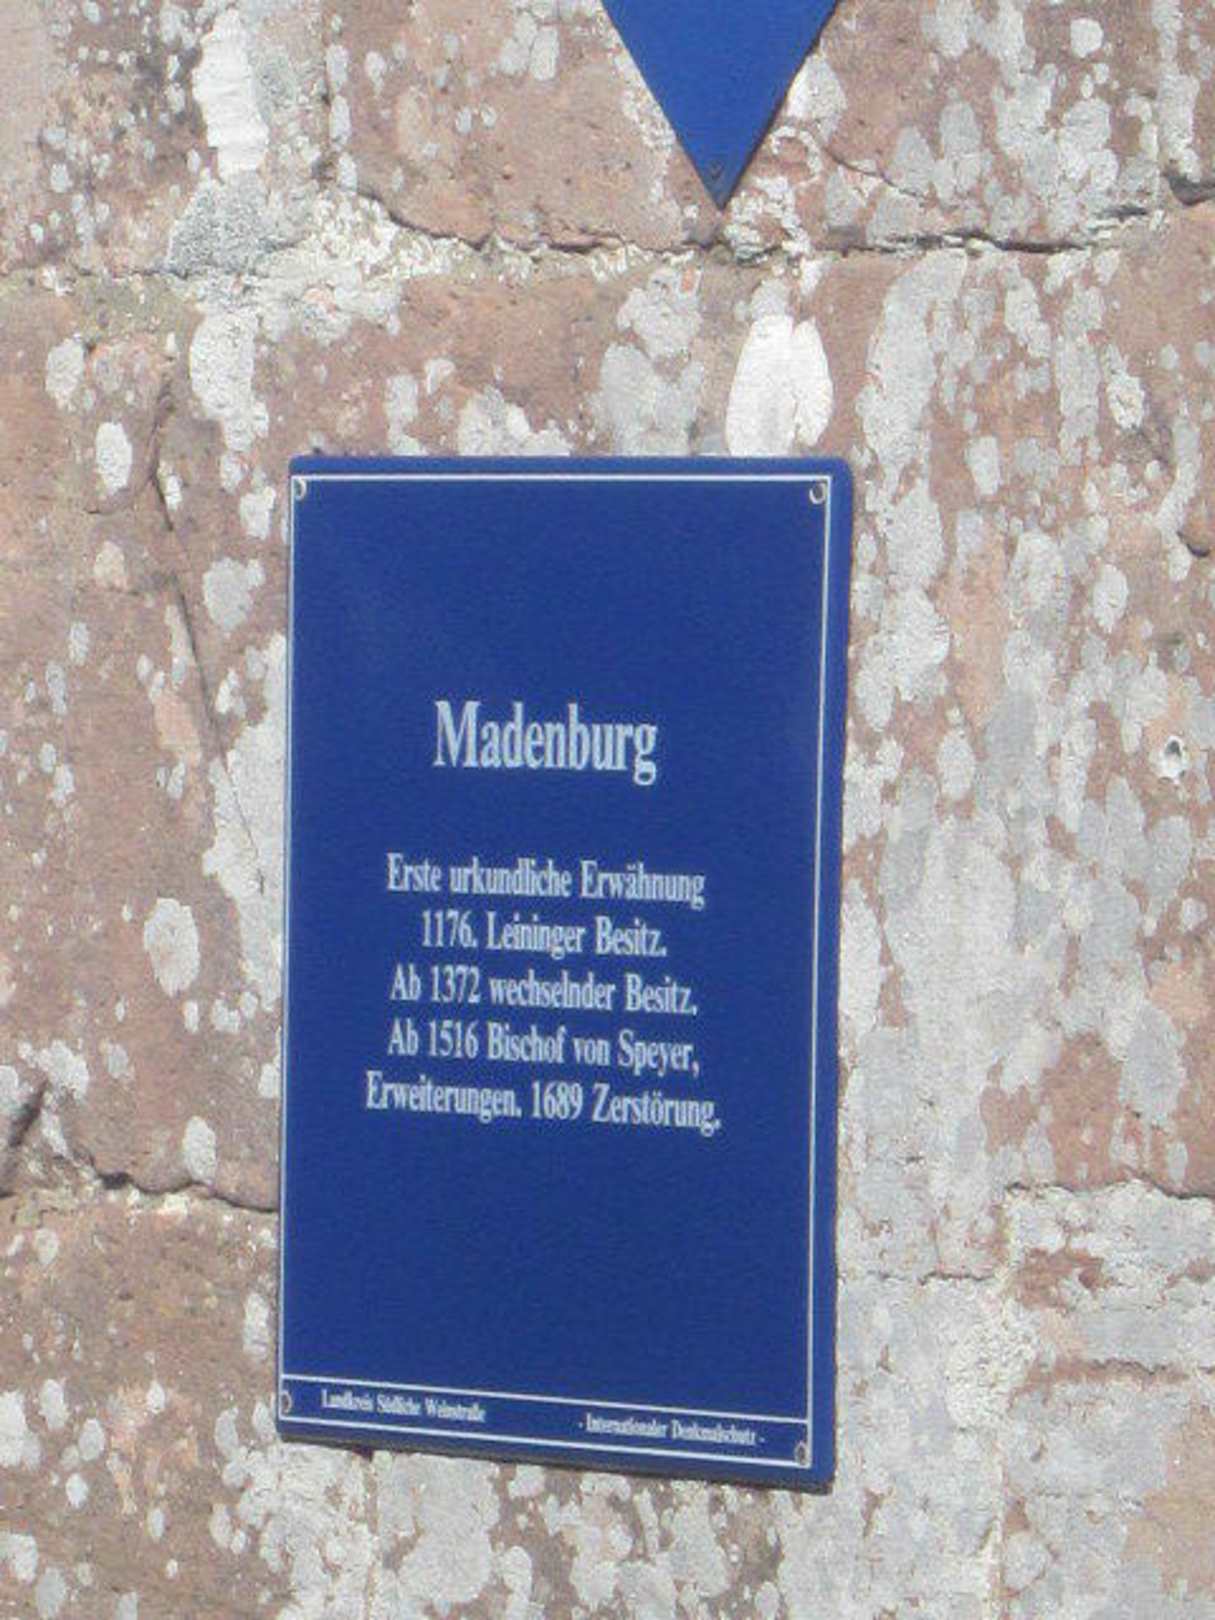 Madenburg
Erste urkundliche Erwähnung
1176. Leininger Besitz.
Ab 1372 wechselnder Besitz.
Ab 1516 Bischof von Speyer,
Erweiterungen. 1689 Zerstörung.
Landkreis Südliche Weinstraße
- Internationaler Denkmalschutz -